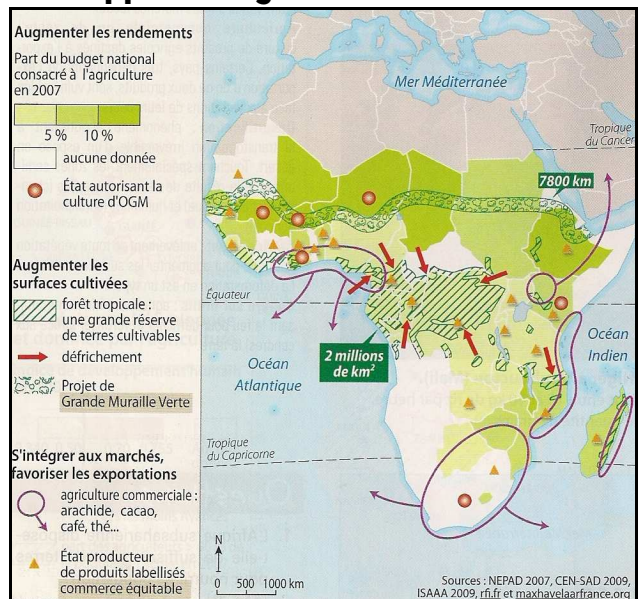 Augmenter les rendements
Part du budget national
consacré à l'agriculture
en 2007
5 % 10 %
aucune donnée
État autorisant la
culture d'OGM
Augmenter les
surfaces cultivées
forêt tropicale :
une grande réserve
de terres cultivables
défrichement
Projet de
Grande Muraille Verte
S'intégrer aux marchés,
favoriser les exportations
agriculture commerciale :
arachide, cacao,
café, thé...
État producteur
de produits labellisés
commerce équitable
Mer Méditerranée
Tropique
du Cancer
7800 km
Équateur
2 millions
de km²
Océan
Atlantique
Océan
Indien
Tropique
du Capricorne
N
0 500 1000 km
Sources : NEPAD 2007, CEN-SAD 2009,
ISAAA 2009, rfi.fr et maxhavelaarfrance.org